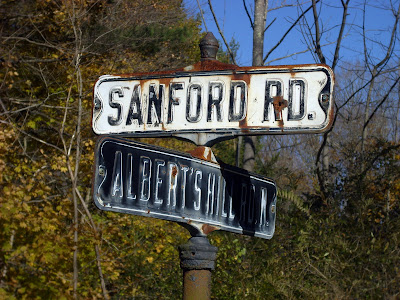 SANFORD RD.
ALBERT'S HILL RD. N.